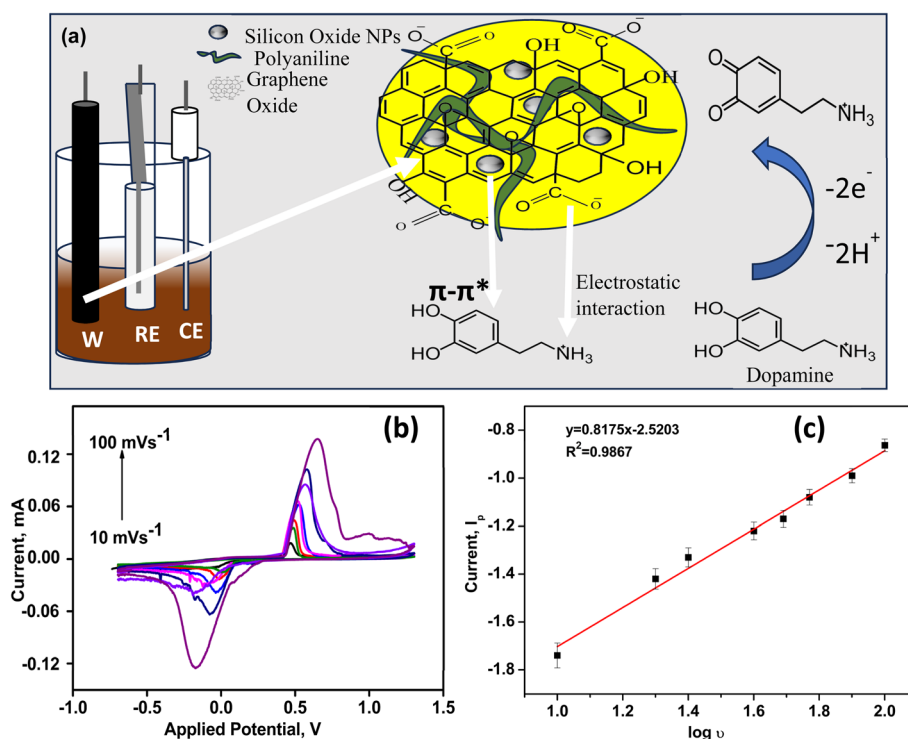 (a)
Silicon Oxide NPs
Polyaniline
Graphene
Oxide
W
RE
CE
O
C
O⁻
OH
O
C
O⁻
OH
O
O
OH
OH
O
C
O⁻
O
C
O⁻
π-π*
HO
HO
NH₃⁺
Electrostatic
interaction
O
O
NH₃⁺
-2e⁻
-2H⁺
HO
HO
NH₃⁺
Dopamine
(b)
100 mVs⁻¹
10 mVs⁻¹
Current, mA
0.12
0.06
0.00
-0.06
-0.12
-1.0 -0.5 0.0 0.5 1.0 1.5
Applied Potential, V
(c)
y=0.8175x-2.5203
R²=0.9867
Current, Iₚ
-0.8
-1.0
-1.2
-1.4
-1.6
-1.8
1.0 1.2 1.4 1.6 1.8 2.0
log υ